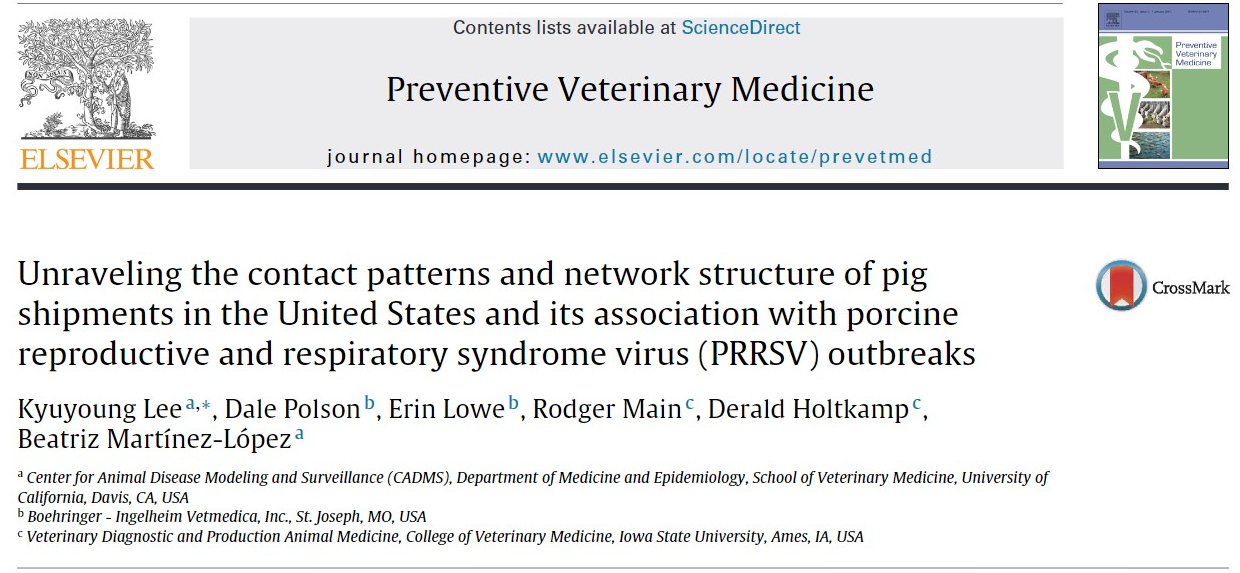 Contents lists available at ScienceDirect
Preventive Veterinary Medicine
journal homepage: www.elsevier.com/locate/prevetmed
ELSEVIER
Preventive
Veterinary
Medicine
Unraveling the contact patterns and network structure of pig
shipments in the United States and its association with porcine
reproductive and respiratory syndrome virus (PRRSV) outbreaks
CrossMark
Kyuyoung Lee a,*, Dale Polson b, Erin Lowe b, Rodger Main c, Derald Holtkamp c,
Beatriz Martínez-López a
a Center for Animal Disease Modeling and Surveillance (CADMS), Department of Medicine and Epidemiology, School of Veterinary Medicine, University of
California, Davis, CA, USA
b Boehringer - Ingelheim Vetmedica, Inc., St. Joseph, MO, USA
c Veterinary Diagnostic and Production Animal Medicine, College of Veterinary Medicine, Iowa State University, Ames, IA, USA